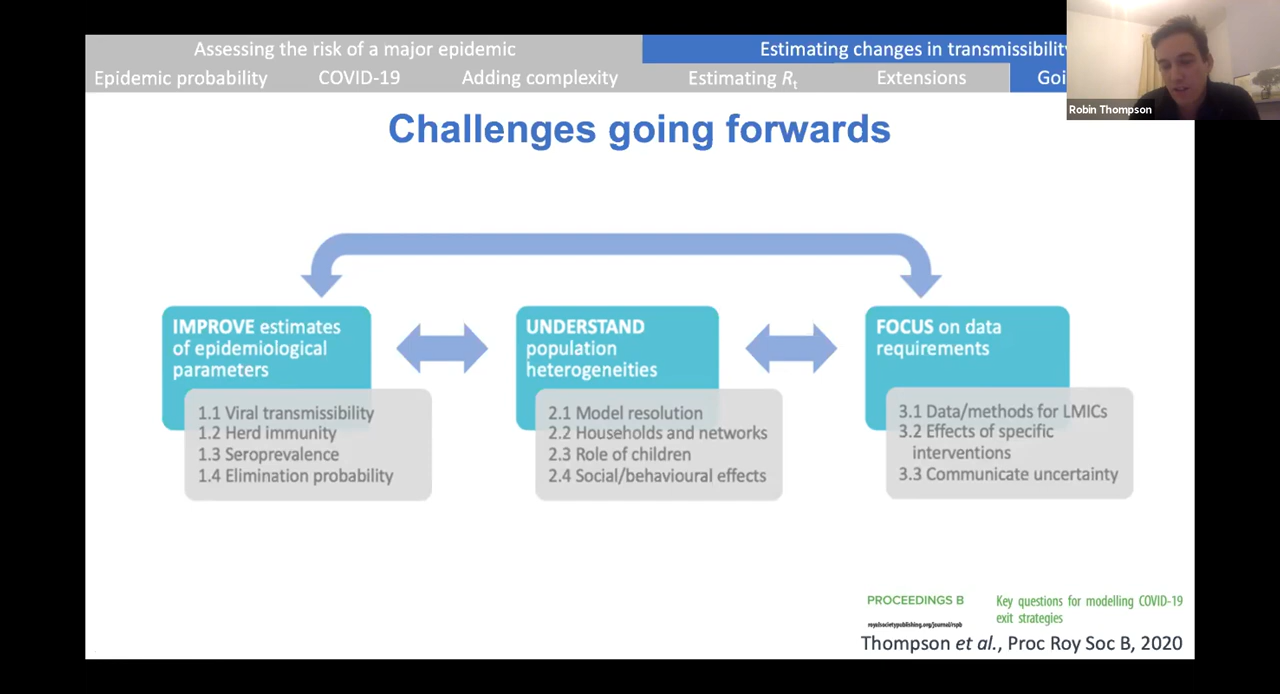 Assessing the risk of a major epidemic
Estimating changes in transmissibility
Epidemic probability
COVID-19
Adding complexity
Estimating Rt
Extensions
Goi
Robin Thompson
Challenges going forwards
IMPROVE estimates
of epidemiological
parameters
1.1 Viral transmissibility
1.2 Herd immunity
1.3 Seroprevalence
1.4 Elimination probability
UNDERSTAND
population
heterogeneities
2.1 Model resolution
2.2 Households and networks
2.3 Role of children
2.4 Social/behavioural effects
FOCUS on data
requirements
3.1 Data/methods for LMICs
3.2 Effects of specific
interventions
3.3 Communicate uncertainty
PROCEEDINGS B
royalsocietypublishing.org/journal/rspb
Key questions for modelling COVID-19
exit strategies
Thompson et al., Proc Roy Soc B, 2020